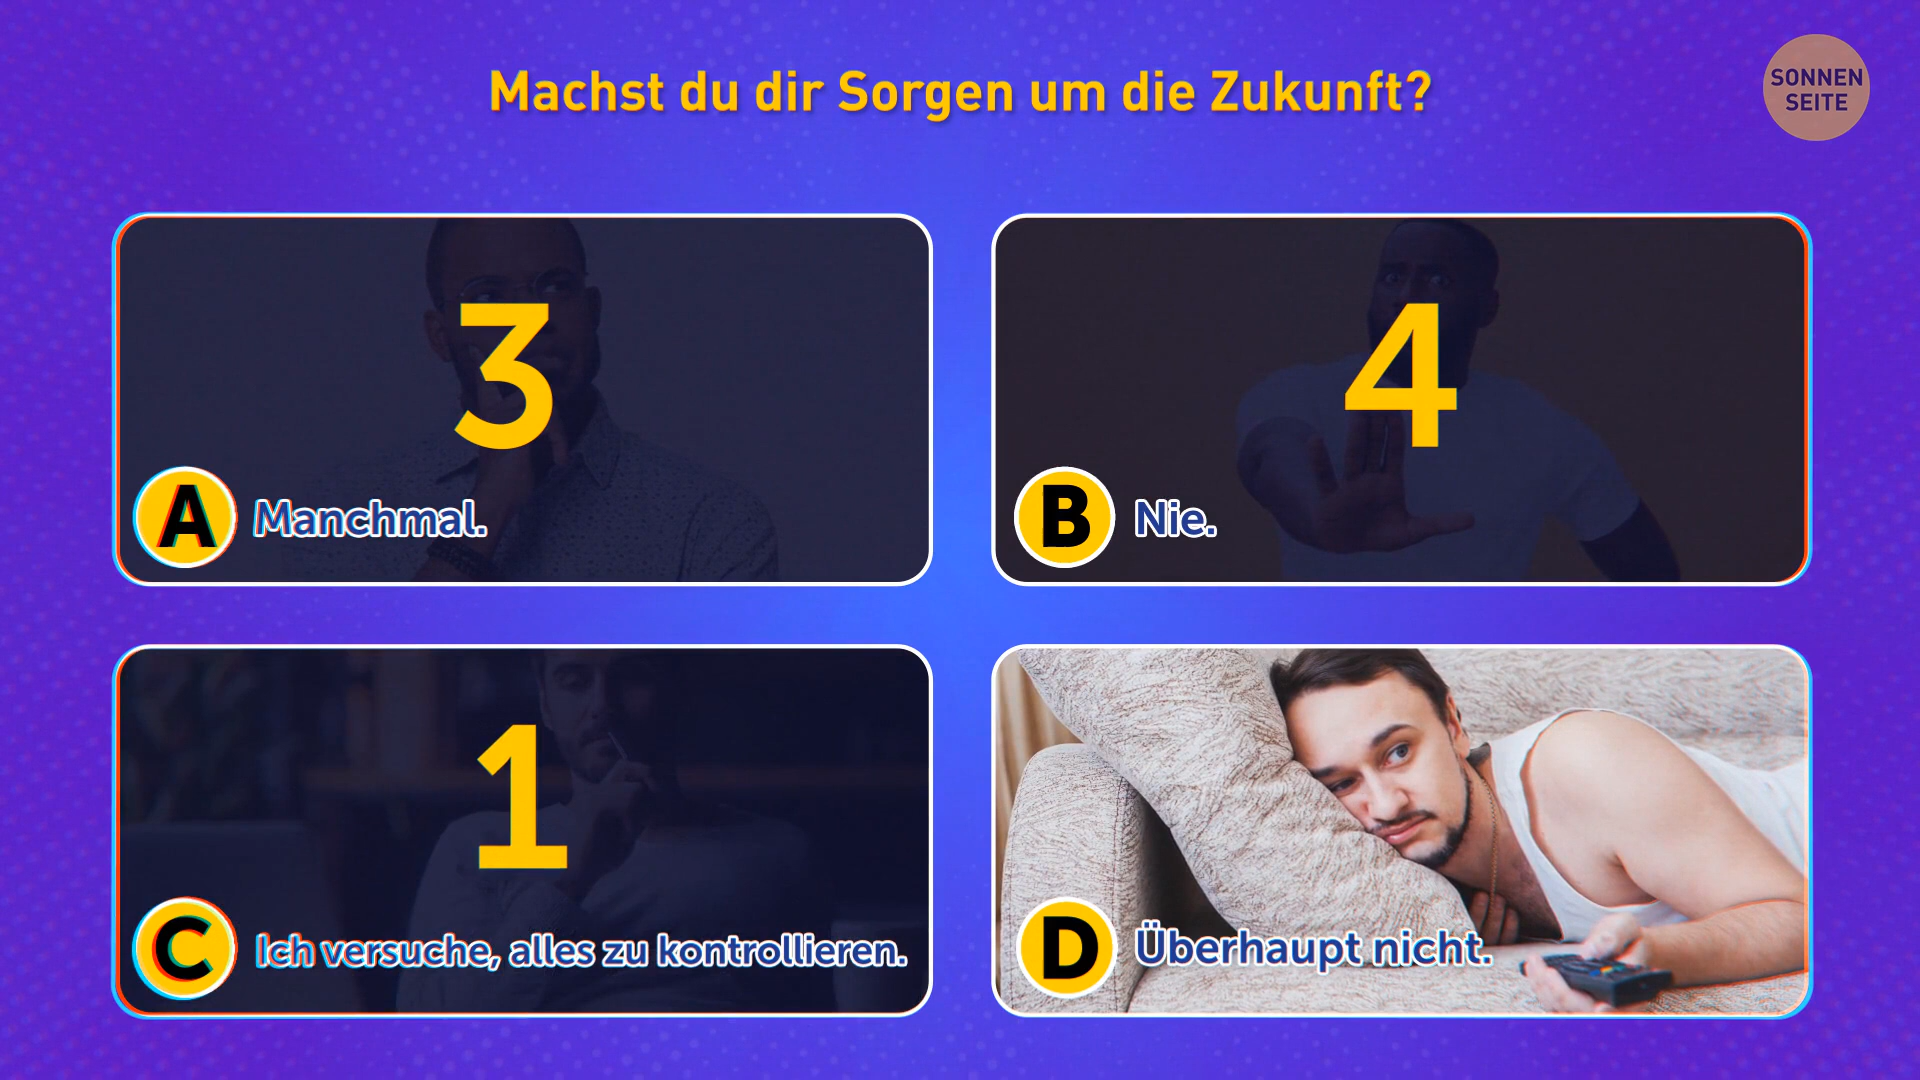 Machst du dir Sorgen um die Zukunft?
SONNEN
SEITE
3
A Manchmal.
4
B Nie.
1
C Ich versuche, alles zu kontrollieren.
D Überhaupt nicht.